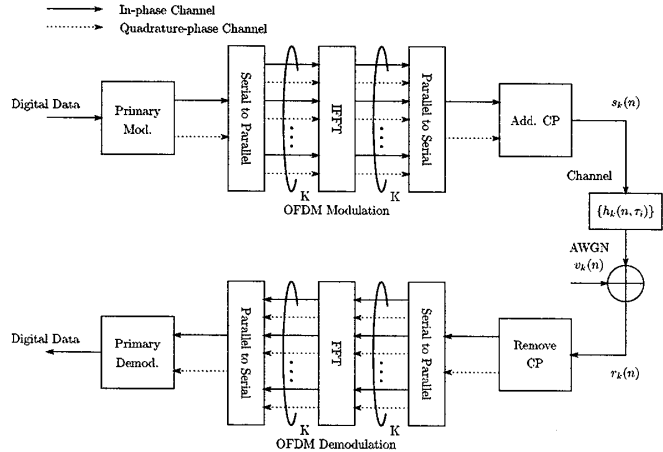 In-phase Channel
Quadrature-phase Channel
Digital Data
Primary
Mod.
Serial to Parallel
K
IFFT
K
Parallel to Serial
OFDM Modulation
Add. CP
s_k(n)
Channel
{h_k(n, τ_i)}
AWGN
v_k(n)
Digital Data
Primary
Demod.
Parallel to Serial
K
FFT
K
Serial to Parallel
OFDM Demodulation
Remove
CP
r_k(n)